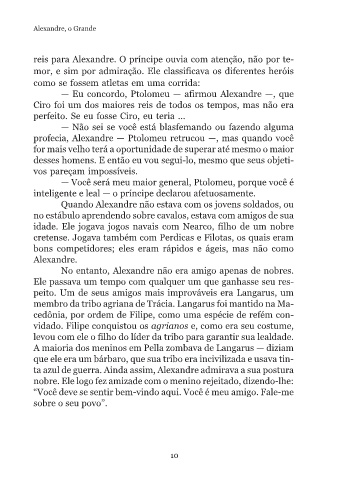 Alexandre, o Grande
reis para Alexandre. O príncipe ouvia com atenção, não por te-
mor, e sim por admiração. Ele classificava os diferentes heróis
como se fossem atletas em uma corrida:
— Eu concordo, Ptolomeu — afirmou Alexandre —, que
Ciro foi um dos maiores reis de todos os tempos, mas não era
perfeito. Se eu fosse Ciro, eu teria ...
— Não sei se você está blasfemando ou fazendo alguma
profecia, Alexandre — Ptolomeu retrucou —, mas quando você
for mais velho terá a oportunidade de superar até mesmo o maior
desses homens. E então eu vou segui-lo, mesmo que seus objeti-
vos pareçam impossíveis.
— Você será meu maior general, Ptolomeu, porque você é
inteligente e leal — o príncipe declarou afetuosamente.
Quando Alexandre não estava com os jovens soldados, ou
no estábulo aprendendo sobre cavalos, estava com amigos de sua
idade. Ele jogava jogos navais com Nearco, filho de um nobre
cretense. Jogava também com Perdicas e Filotas, os quais eram
bons competidores; eles eram rápidos e ágeis, mas não como
Alexandre.
No entanto, Alexandre não era amigo apenas de nobres.
Ele passava um tempo com qualquer um que ganhasse seu res-
peito. Um de seus amigos mais improváveis era Langarus, um
membro da tribo agriana de Trácia. Langarus foi mantido na Ma-
cedônia, por ordem de Filipe, como uma espécie de refém con-
vidado. Filipe conquistou os agrianos e, como era seu costume,
levou com ele o filho do líder da tribo para garantir sua lealdade.
A maioria dos meninos em Pella zombava de Langarus — diziam
que ele era um bárbaro, que sua tribo era incivilizada e usava tin-
ta azul de guerra. Ainda assim, Alexandre admirava a sua postura
nobre. Ele logo fez amizade com o menino rejeitado, dizendo-lhe:
“Você deve se sentir bem-vindo aqui. Você é meu amigo. Fale-me
sobre o seu povo”.
10